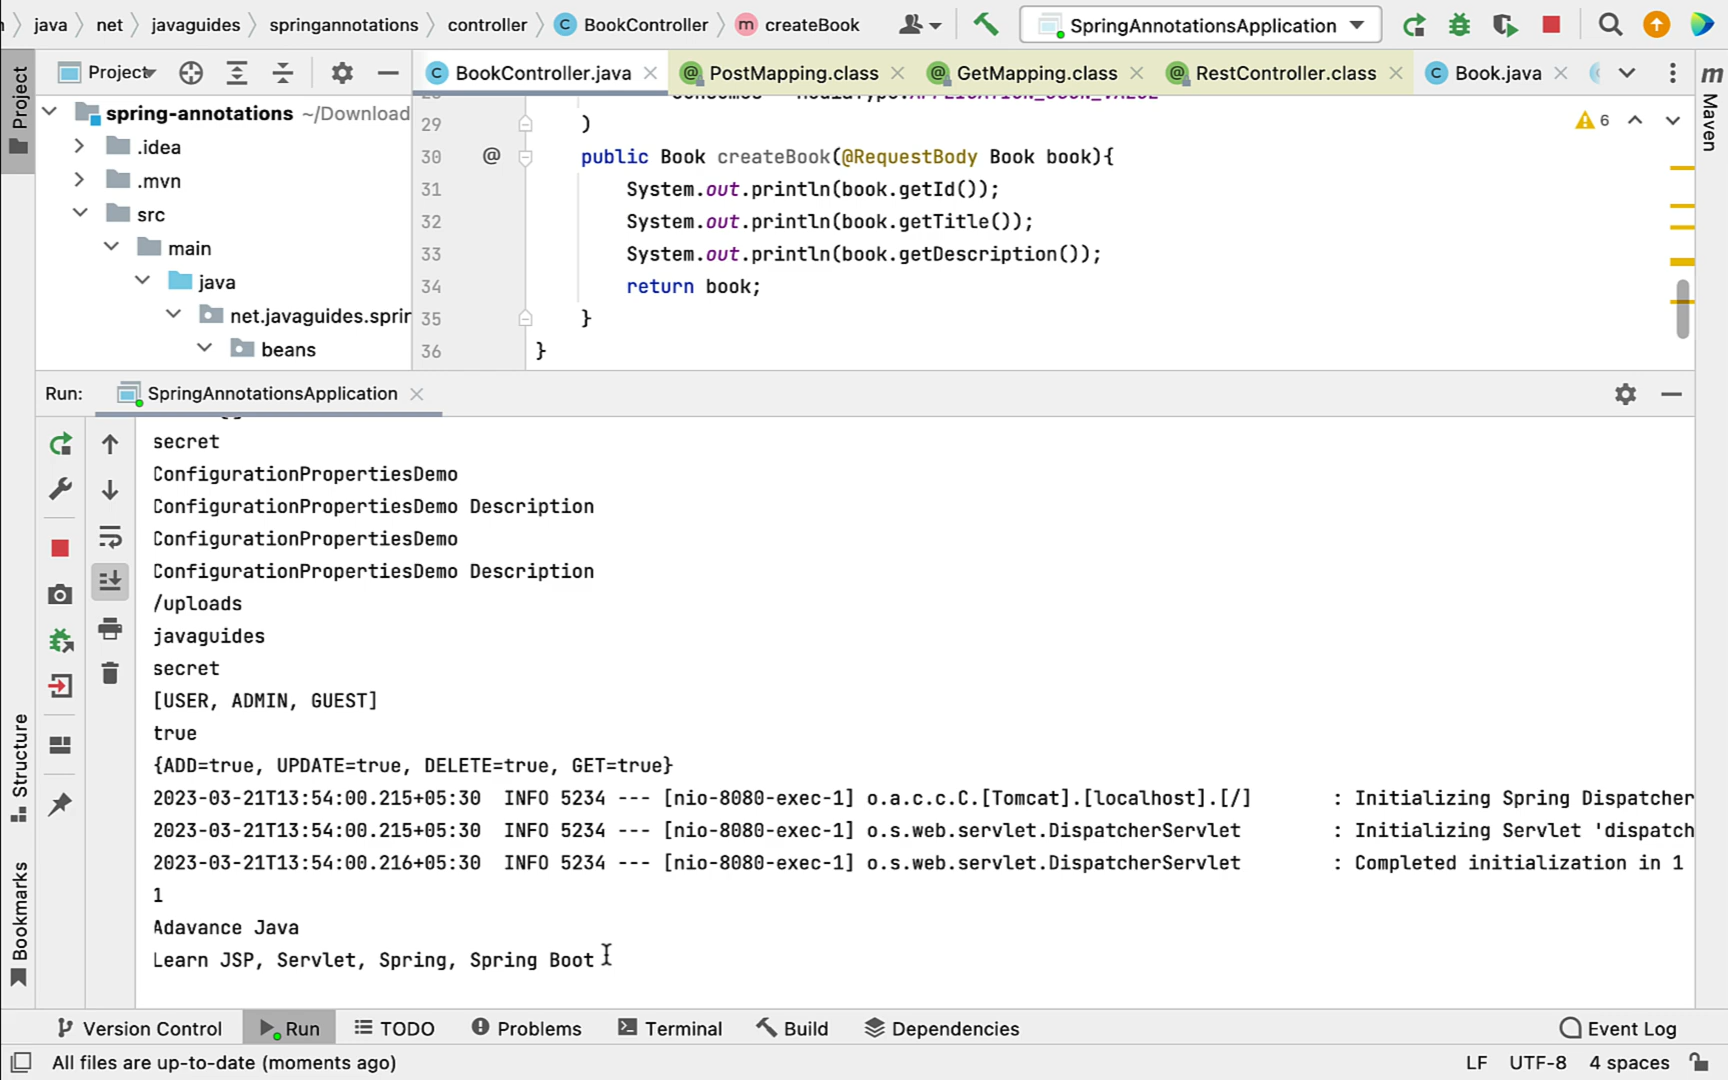 java
net
javaguides
springannotations
controller
BookController
createBook
SpringAnnotationsApplication
Project
BookController.java
PostMapping.class
GetMapping.class
RestController.class
Book.java
m
Maven
Project
spring-annotations ~/Download
.idea
.mvn
src
main
java
net.javaguides.sprin
beans
29 )
30 @ public Book createBook(@RequestBody Book book){
31 System.out.println(book.getId());
32 System.out.println(book.getTitle());
33 System.out.println(book.getDescription());
34 return book;
35 }
36 }
6
Run: SpringAnnotationsApplication
secret
ConfigurationPropertiesDemo
ConfigurationPropertiesDemo Description
ConfigurationPropertiesDemo
ConfigurationPropertiesDemo Description
/uploads
javaguides
secret
[USER, ADMIN, GUEST]
true
{ADD=true, UPDATE=true, DELETE=true, GET=true}
2023-03-21T13:54:00.215+05:30 INFO 5234 --- [nio-8080-exec-1] o.a.c.c.C.[Tomcat].[localhost].[/] : Initializing Spring Dispatcher
2023-03-21T13:54:00.215+05:30 INFO 5234 --- [nio-8080-exec-1] o.s.web.servlet.DispatcherServlet : Initializing Servlet 'dispatch
2023-03-21T13:54:00.216+05:30 INFO 5234 --- [nio-8080-exec-1] o.s.web.servlet.DispatcherServlet : Completed initialization in 1
1
Adavance Java
Learn JSP, Servlet, Spring, Spring Boot
Structure
Bookmarks
Version Control
Run
TODO
Problems
Terminal
Build
Dependencies
Event Log
All files are up-to-date (moments ago)
LF
UTF-8
4 spaces